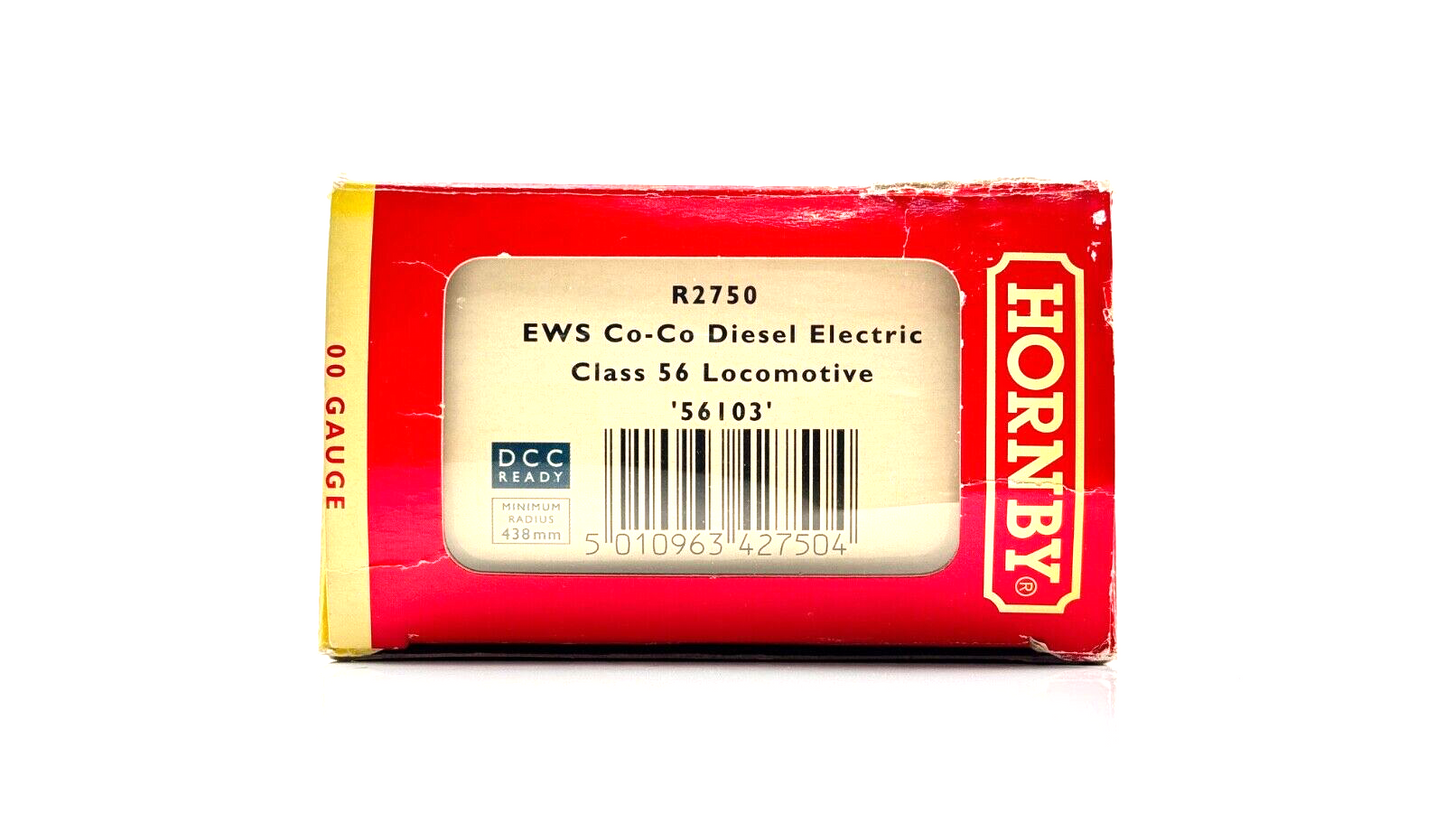 00 GAUGE
R2750
EWS Co-Co Diesel Electric
Class 56 Locomotive
'56103'
DCC
READY
MINIMUM
RADIUS
438mm
5 010963 427504
HORNBY®